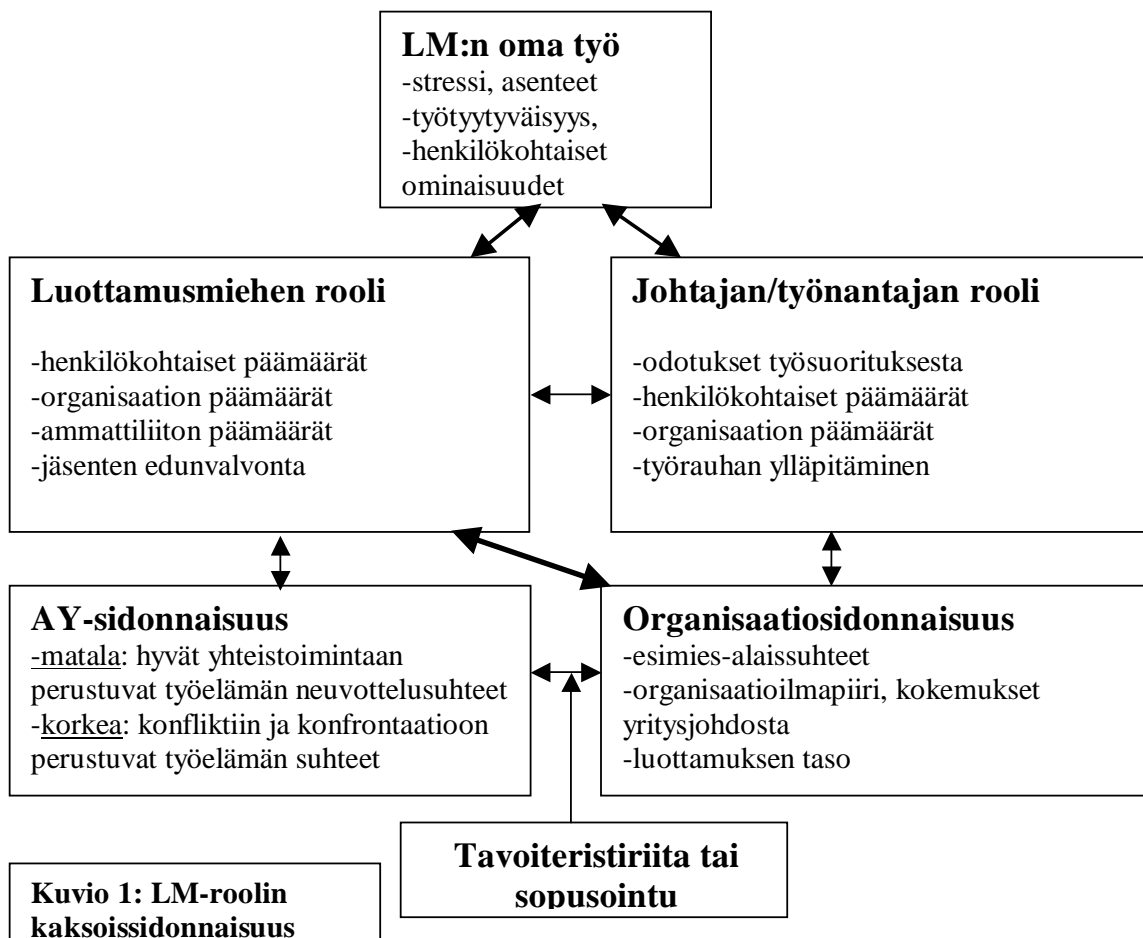 LM:n oma työ
-stressi, asenteet
-työtyytyväisyys,
-henkilökohtaiset
ominaisuudet
Luottamusmiehen rooli
-henkilökohtaiset päämäärät
-organisaation päämäärät
-ammattiliiton päämäärät
-jäsenten edunvalvonta
Johtajan/työnantajan rooli
-odotukset työsuorituksesta
-henkilökohtaiset päämäärät
-organisaation päämäärät
-työrauhan ylläpitäminen
AY-sidonnaisuus
-matala: hyvät yhteistoimintaan
perustuvat työelämän neuvottelusuhteet
-korkea: konfliktiin ja konfrontaatioon
perustuvat työelämän suhteet
Organisaatiosidonnaisuus
-esimies-alaissuhteet
-organisaatioilmapiiri, kokemukset
yritysjohdosta
-luottamuksen taso
Tavoiteristiriita tai
sopusointu
Kuvio 1: LM-roolin
kaksoissidonnaisuus